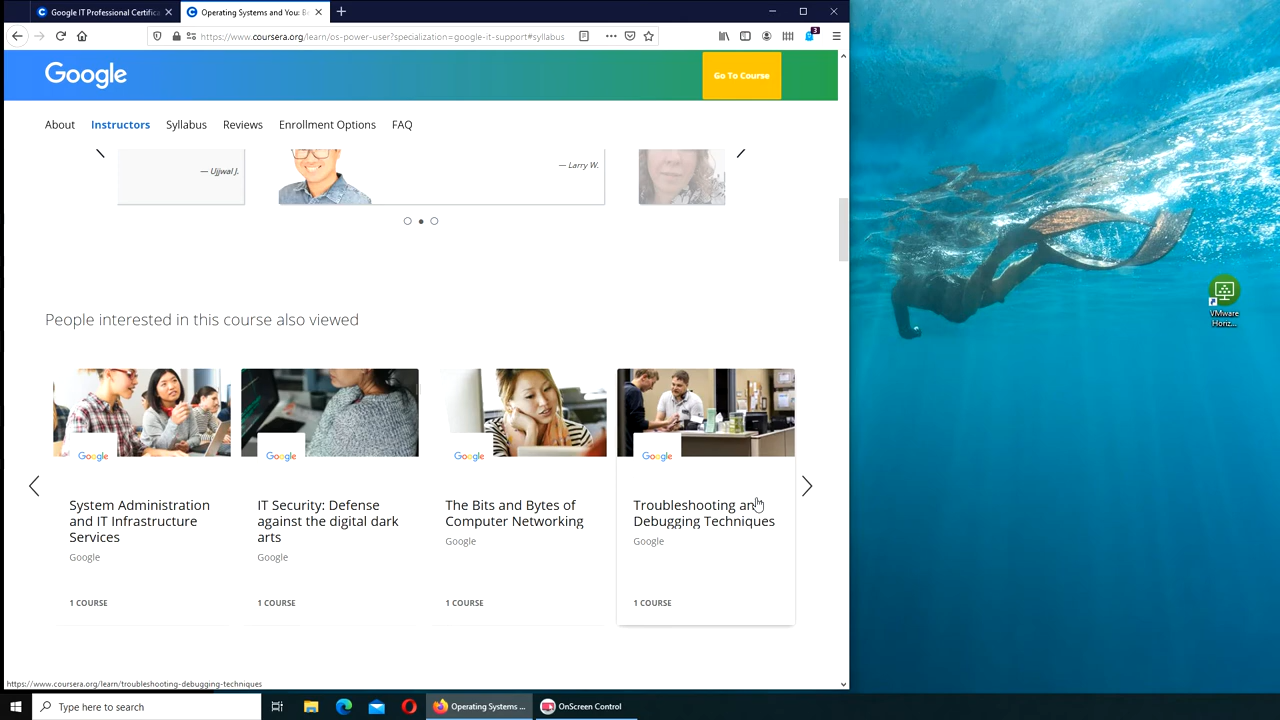 Google IT Professional Certifica
Operating Systems and You: Be
https://www.coursera.org/learn/os-power-user?specialization=google-it-support#syllabus
3
Google
Go To Course
About
Instructors
Syllabus
Reviews
Enrollment Options
FAQ
— Ujjwal J.
— Larry W.
VMware
Horiz...
People interested in this course also viewed
Google
System Administration
and IT Infrastructure
Services
Google
1 COURSE
Google
IT Security: Defense
against the digital dark
arts
Google
1 COURSE
Google
The Bits and Bytes of
Computer Networking
Google
1 COURSE
Google
Troubleshooting an
Debugging Techniques
Google
1 COURSE
https://www.coursera.org/learn/troubleshooting-debugging-techniques
Type here to search
Operating Systems ...
OnScreen Control